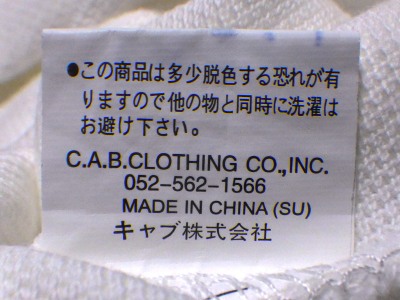 ●この商品は多少脱色する恐れが有
りますので他の物と同時に洗濯は
お避け下さい。
C.A.B.CLOTHING CO.,INC.
052-562-1566
MADE IN CHINA (SU)
キャブ株式会社